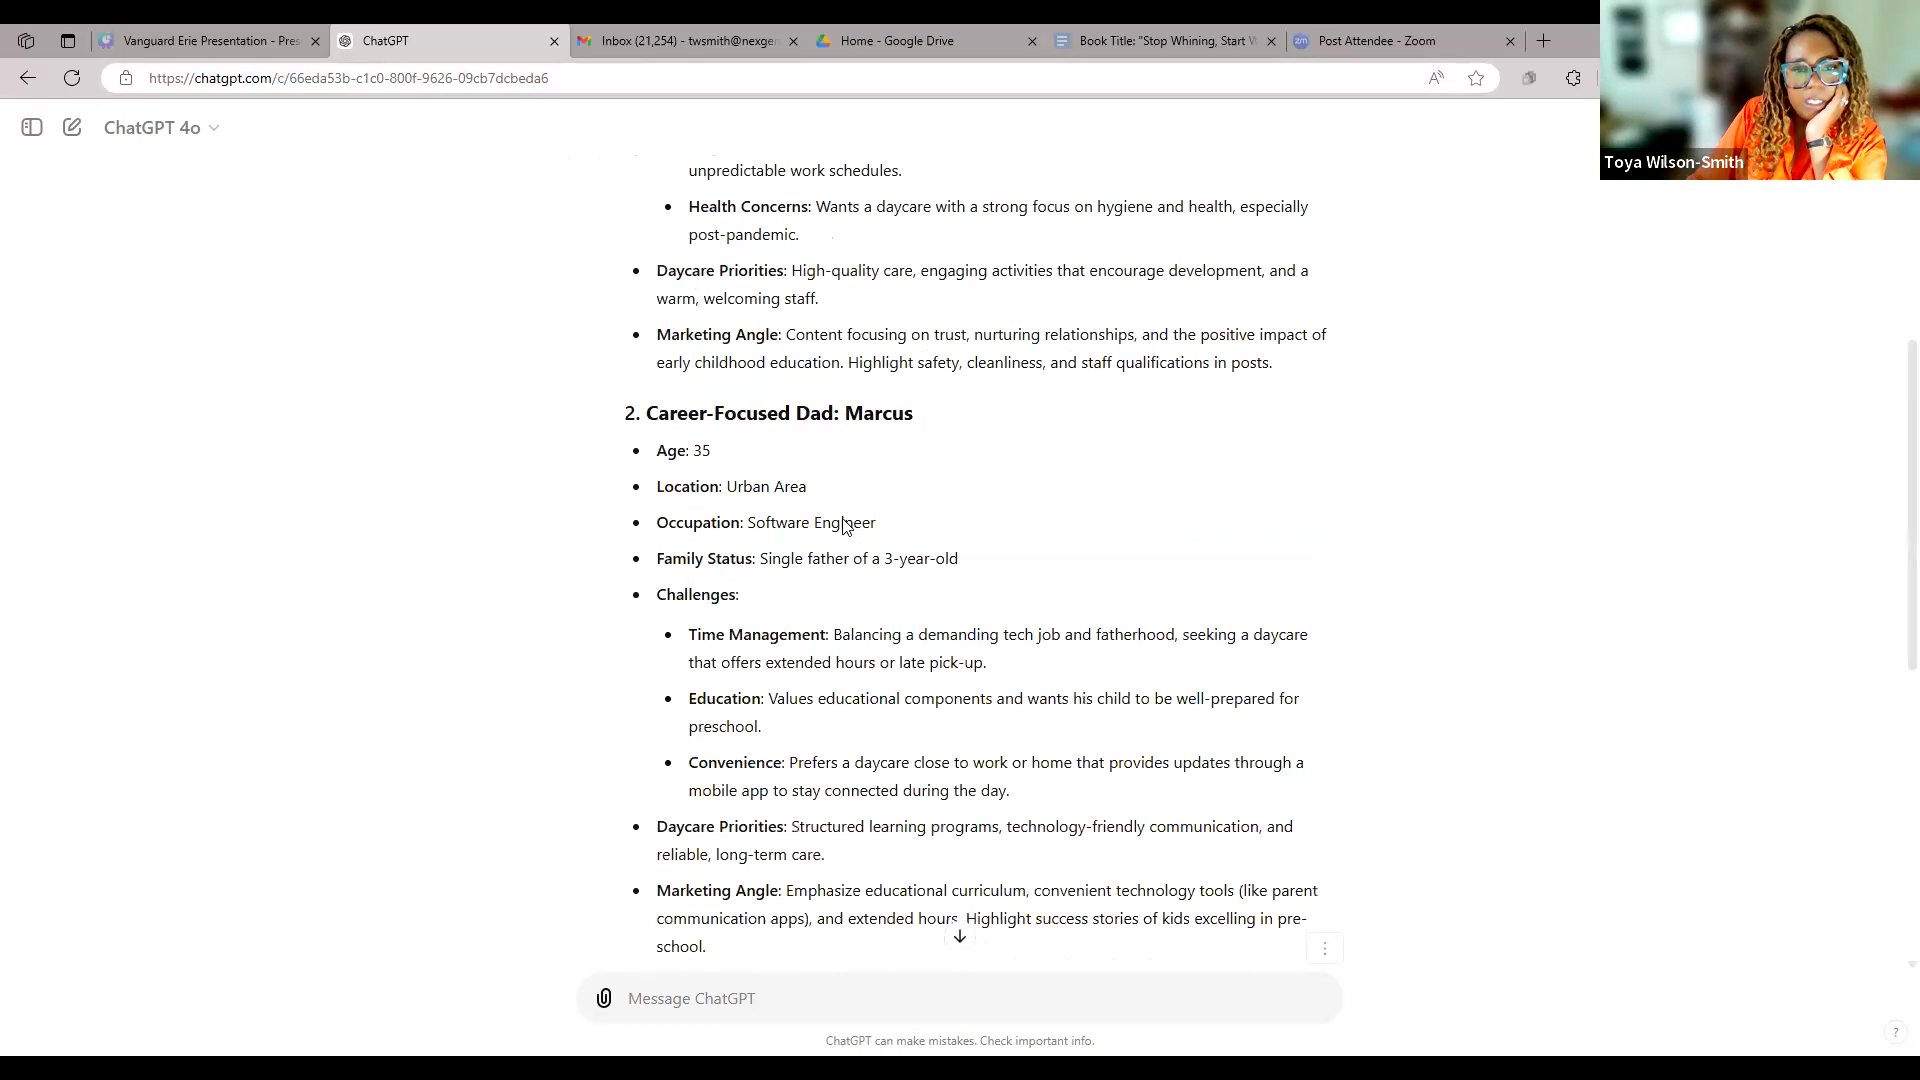 Vanguard Erie Presentation - Pres
ChatGPT
Inbox (21,254) - twsmith@nexger
Home - Google Drive
Book Title: "Stop Whining, Start W
zm
Post Attendee - Zoom
https://chatgpt.com/c/66eda53b-c1c0-800f-9626-09cb7dcbeda6
Toya Wilson-Smith
ChatGPT 4o
unpredictable work schedules.
Health Concerns: Wants a daycare with a strong focus on hygiene and health, especially
post-pandemic.
Daycare Priorities: High-quality care, engaging activities that encourage development, and a
warm, welcoming staff.
Marketing Angle: Content focusing on trust, nurturing relationships, and the positive impact of
early childhood education. Highlight safety, cleanliness, and staff qualifications in posts.
2. Career-Focused Dad: Marcus
Age: 35
Location: Urban Area
Occupation: Software Engineer
Family Status: Single father of a 3-year-old
Challenges:
Time Management: Balancing a demanding tech job and fatherhood, seeking a daycare
that offers extended hours or late pick-up.
Education: Values educational components and wants his child to be well-prepared for
preschool.
Convenience: Prefers a daycare close to work or home that provides updates through a
mobile app to stay connected during the day.
Daycare Priorities: Structured learning programs, technology-friendly communication, and
reliable, long-term care.
Marketing Angle: Emphasize educational curriculum, convenient technology tools (like parent
communication apps), and extended hours. Highlight success stories of kids excelling in pre-
school.
Message ChatGPT
ChatGPT can make mistakes. Check important info.
?